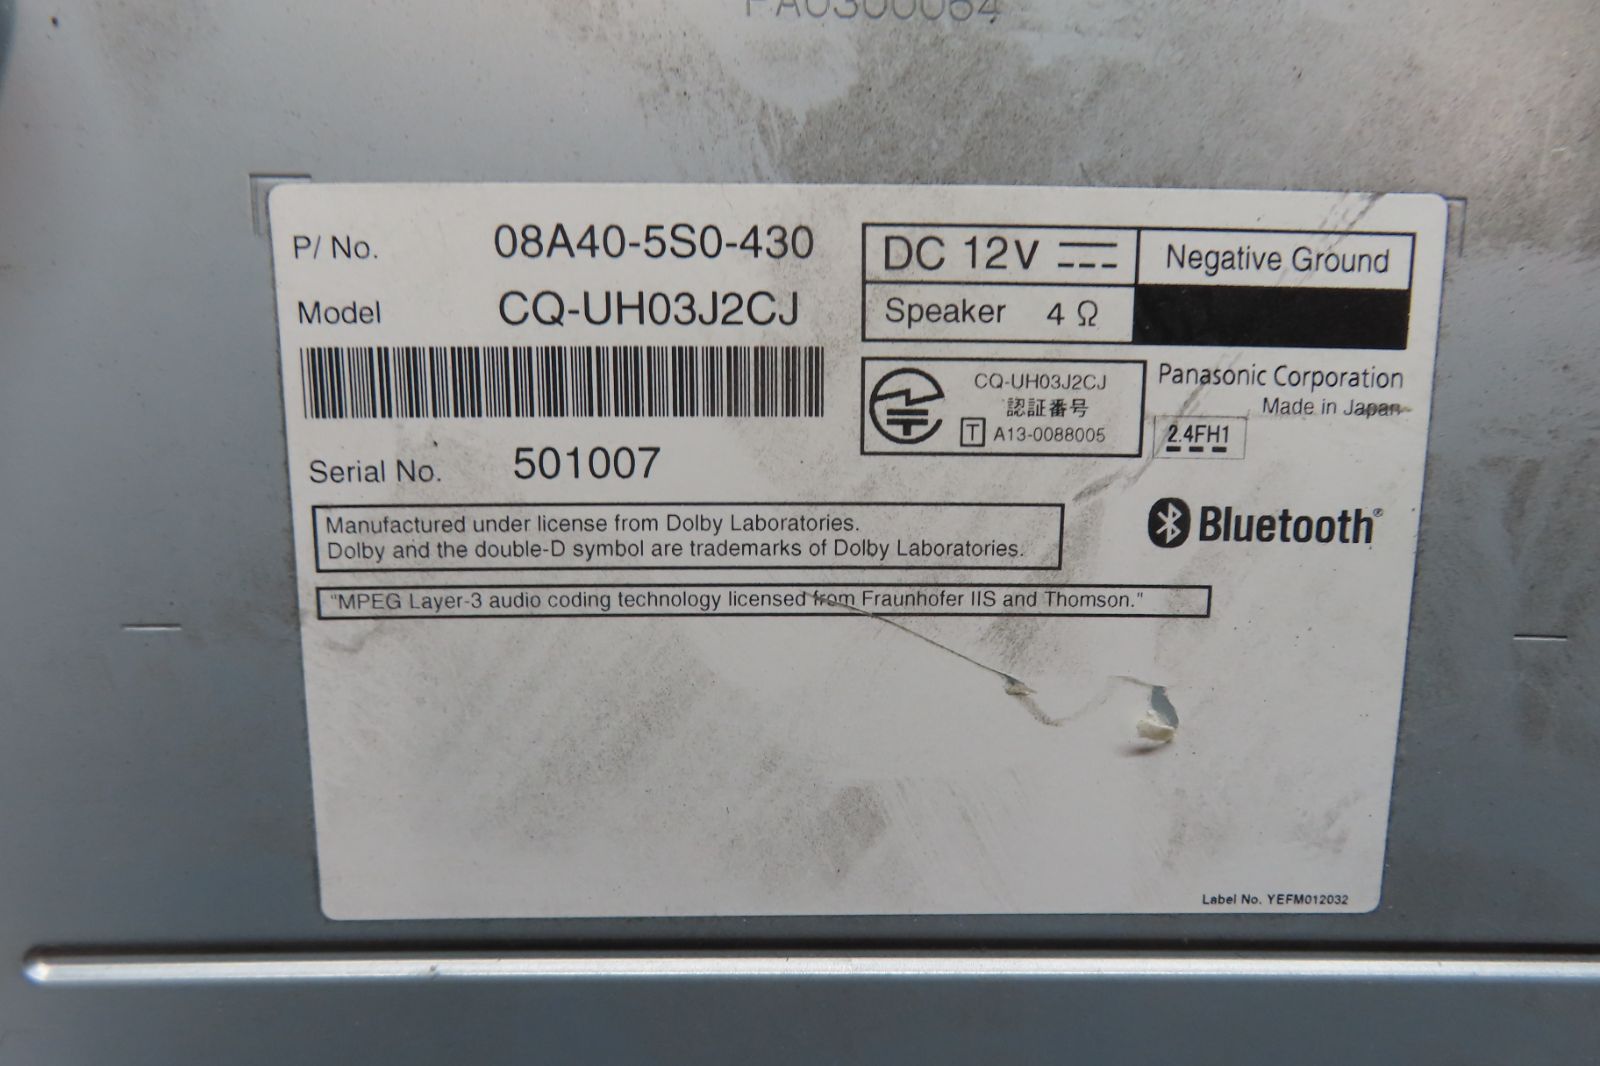 PA0300064
P/ No. 08A40-5S0-430
Model CQ-UH03J2CJ
Serial No. 501007
DC 12V Negative Ground
Speaker 4 Ω
CQ-UH03J2CJ
認証番号
T A13-0088005
Panasonic Corporation
Made in Japan
2.4FH1
Bluetooth®
Manufactured under license from Dolby Laboratories.
Dolby and the double-D symbol are trademarks of Dolby Laboratories.
"MPEG Layer-3 audio coding technology licensed from Fraunhofer IIS and Thomson."
Label No. YEFM012032